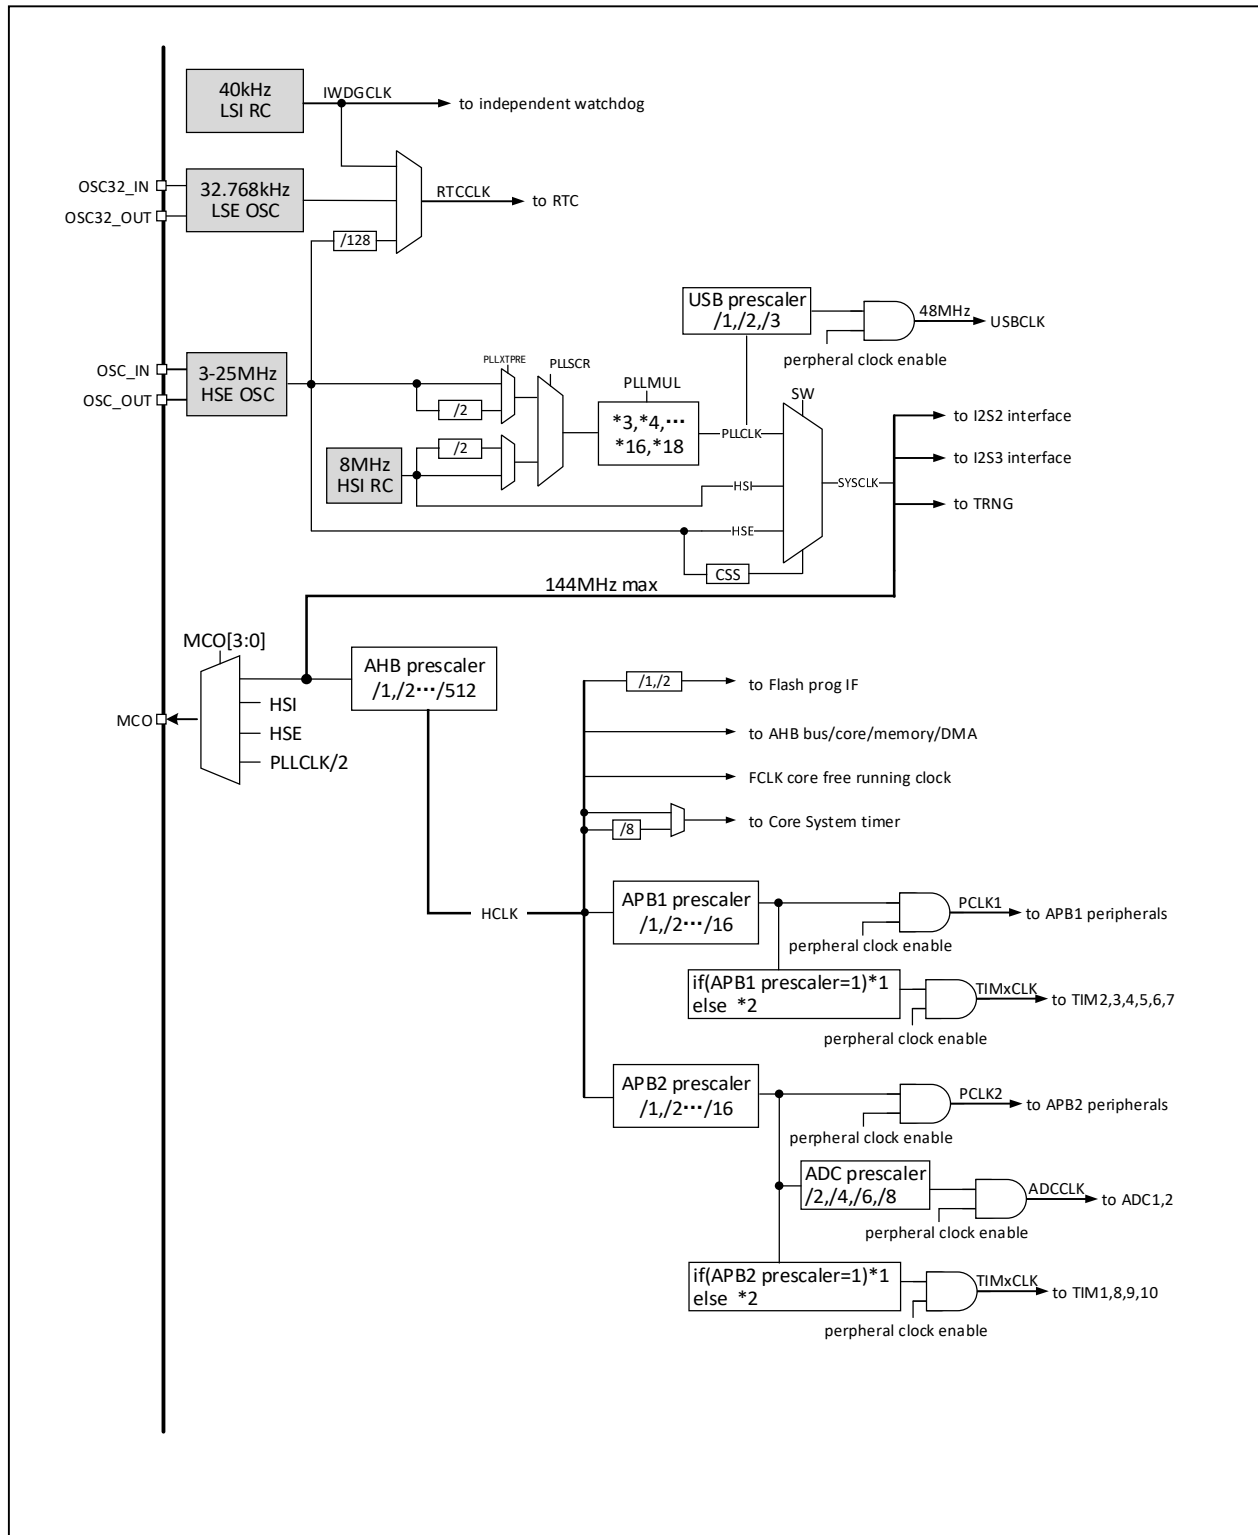 40kHz
LSI RC
IWDGCLK
to independent watchdog
OSC32_IN
OSC32_OUT
32.768kHz
LSE OSC
RTCCLK
to RTC
/128
USB prescaler
/1,/2,/3
48MHz
USBCLK
perpheral clock enable
OSC_IN
OSC_OUT
3-25MHz
HSE OSC
PLLXTPRE
PLLSCR
/2
PLLMUL
*3,*4,···
*16,*18
PLLCLK
SW
/2
8MHz
HSI RC
HSI
HSE
CSS
SYSCLK
to I2S2 interface
to I2S3 interface
to TRNG
144MHz max
MCO[3:0]
MCO
HSI
HSE
PLLCLK/2
AHB prescaler
/1,/2···/512
/1,/2
to Flash prog IF
to AHB bus/core/memory/DMA
FCLK core free running clock
/8
to Core System timer
HCLK
APB1 prescaler
/1,/2···/16
PCLK1
to APB1 peripherals
perpheral clock enable
if(APB1 prescaler=1)*1
else *2
TIMxCLK
to TIM2,3,4,5,6,7
perpheral clock enable
APB2 prescaler
/1,/2···/16
PCLK2
to APB2 peripherals
perpheral clock enable
ADC prescaler
/2,/4,/6,/8
ADCCLK
to ADC1,2
perpheral clock enable
if(APB2 prescaler=1)*1
else *2
TIMxCLK
to TIM1,8,9,10
perpheral clock enable